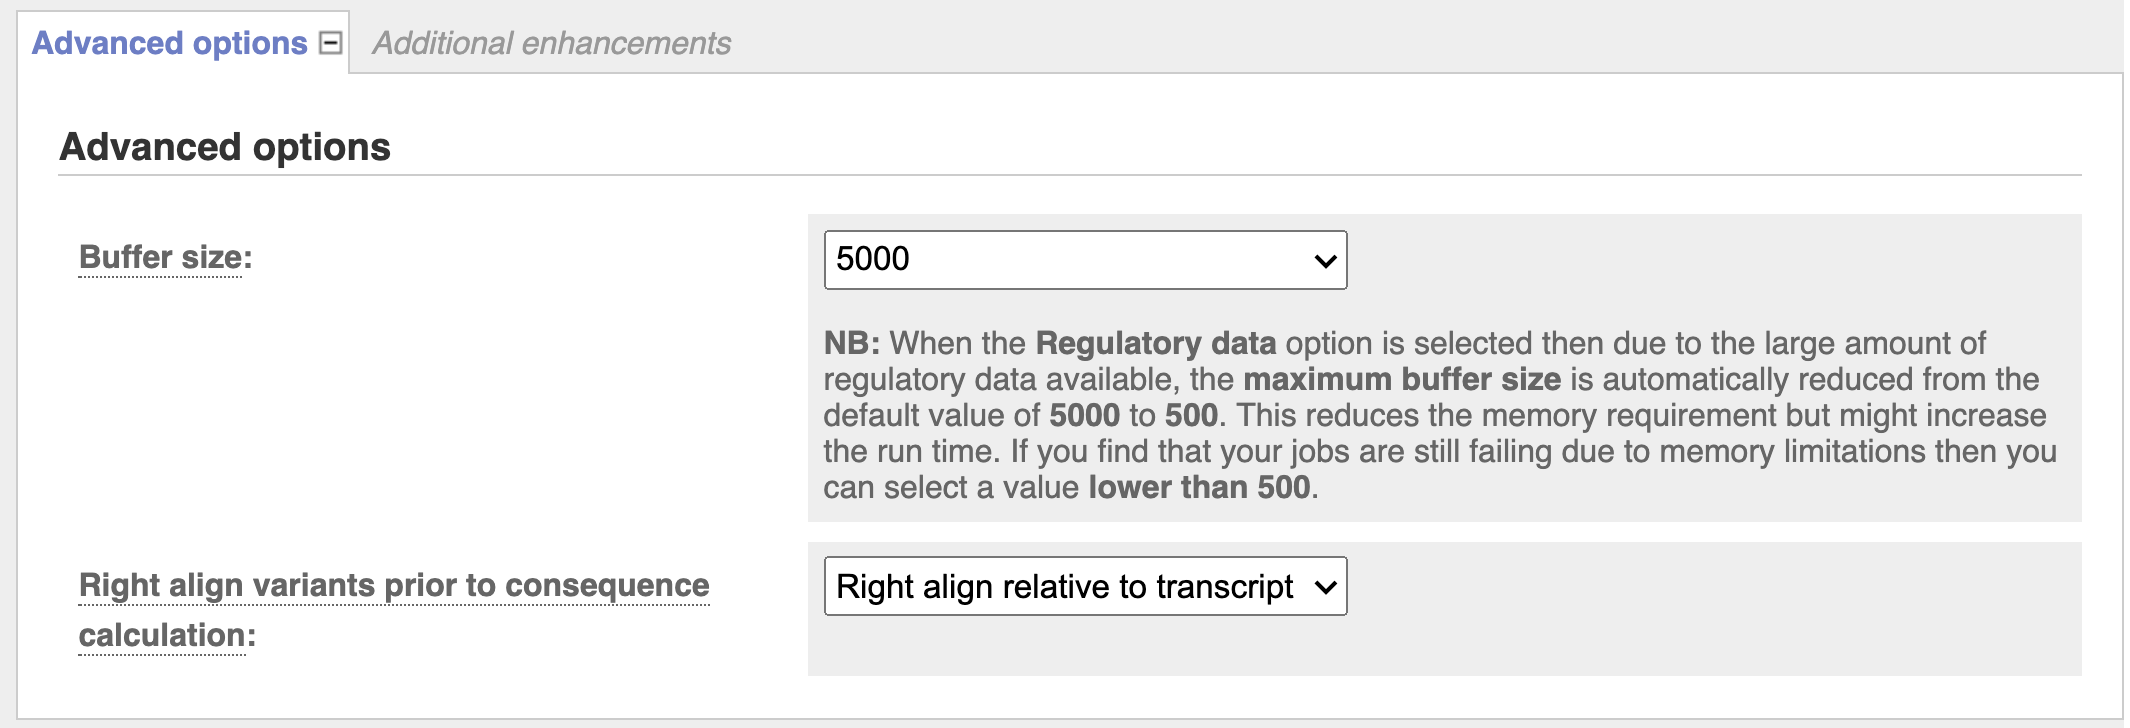 Advanced options Additional enhancements
Advanced options
Buffer size:
5000
NB: When the Regulatory data option is selected then due to the large amount of
regulatory data available, the maximum buffer size is automatically reduced from the
default value of 5000 to 500. This reduces the memory requirement but might increase
the run time. If you find that your jobs are still failing due to memory limitations then you
can select a value lower than 500.
Right align variants prior to consequence
calculation:
Right align relative to transcript